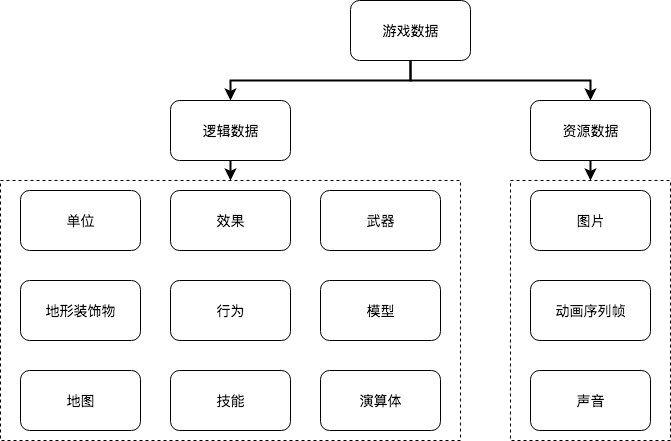 游戏数据
逻辑数据
资源数据
单位
效果
武器
图片
地形装饰物
行为
模型
动画序列帧
地图
技能
演算体
声音